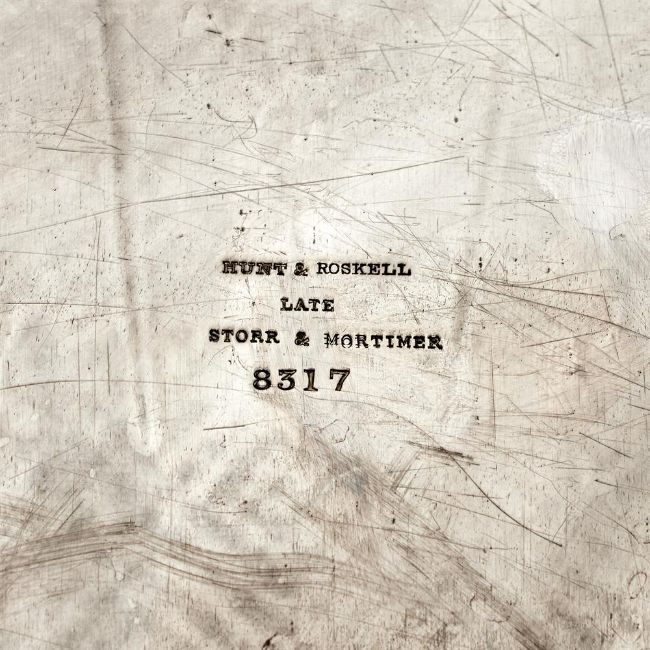 HUNT & ROSKELL
LATE
STORR & MORTIMER
8317